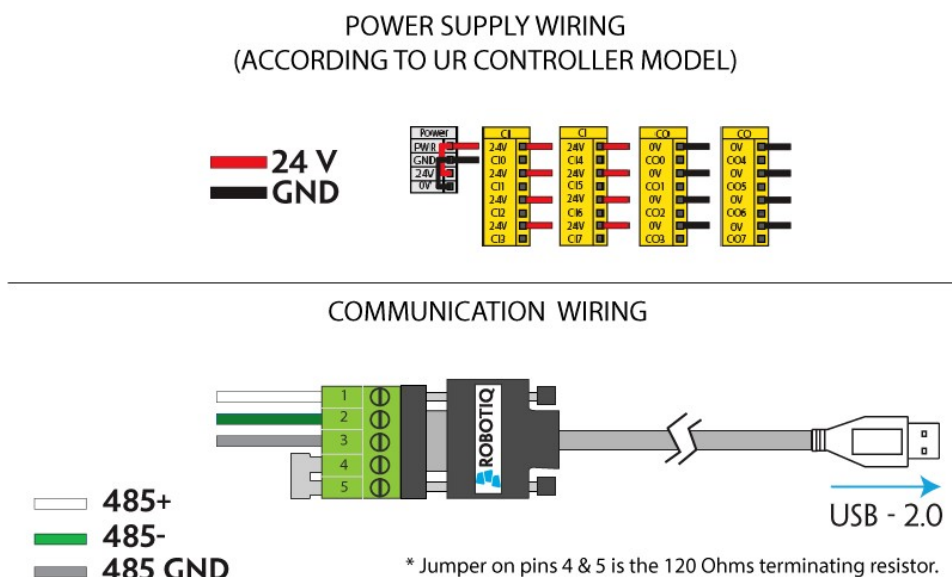 POWER SUPPLY WIRING
(ACCORDING TO UR CONTROLLER MODEL)
24 V
GND
Power
PWR
GND
24V
0V
CI
24V
CI0
24V
CI1
24V
CI2
24V
CI3
CI
24V
CI4
24V
CI5
24V
CI6
24V
CI7
CO
0V
CO0
0V
CO1
0V
CO2
0V
CO3
CO
0V
CO4
0V
CO5
0V
CO6
0V
CO7
COMMUNICATION WIRING
1
2
3
4
5
ROBOTIQ
USB - 2.0
485+
485-
485 GND
* Jumper on pins 4 & 5 is the 120 Ohms terminating resistor.